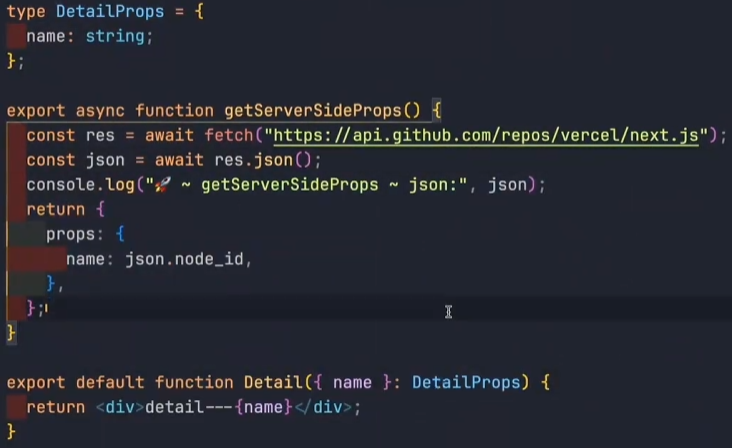 type DetailProps = {
name: string;
};
export async function getServerSideProps() {
const res = await fetch("https://api.github.com/repos/vercel/next.js");
const json = await res.json();
console.log("🚀 ~ getServerSideProps ~ json:", json);
return {
props: {
name: json.node_id,
},
};
}
export default function Detail({ name }: DetailProps) {
return <div>detail---{name}</div>;
}